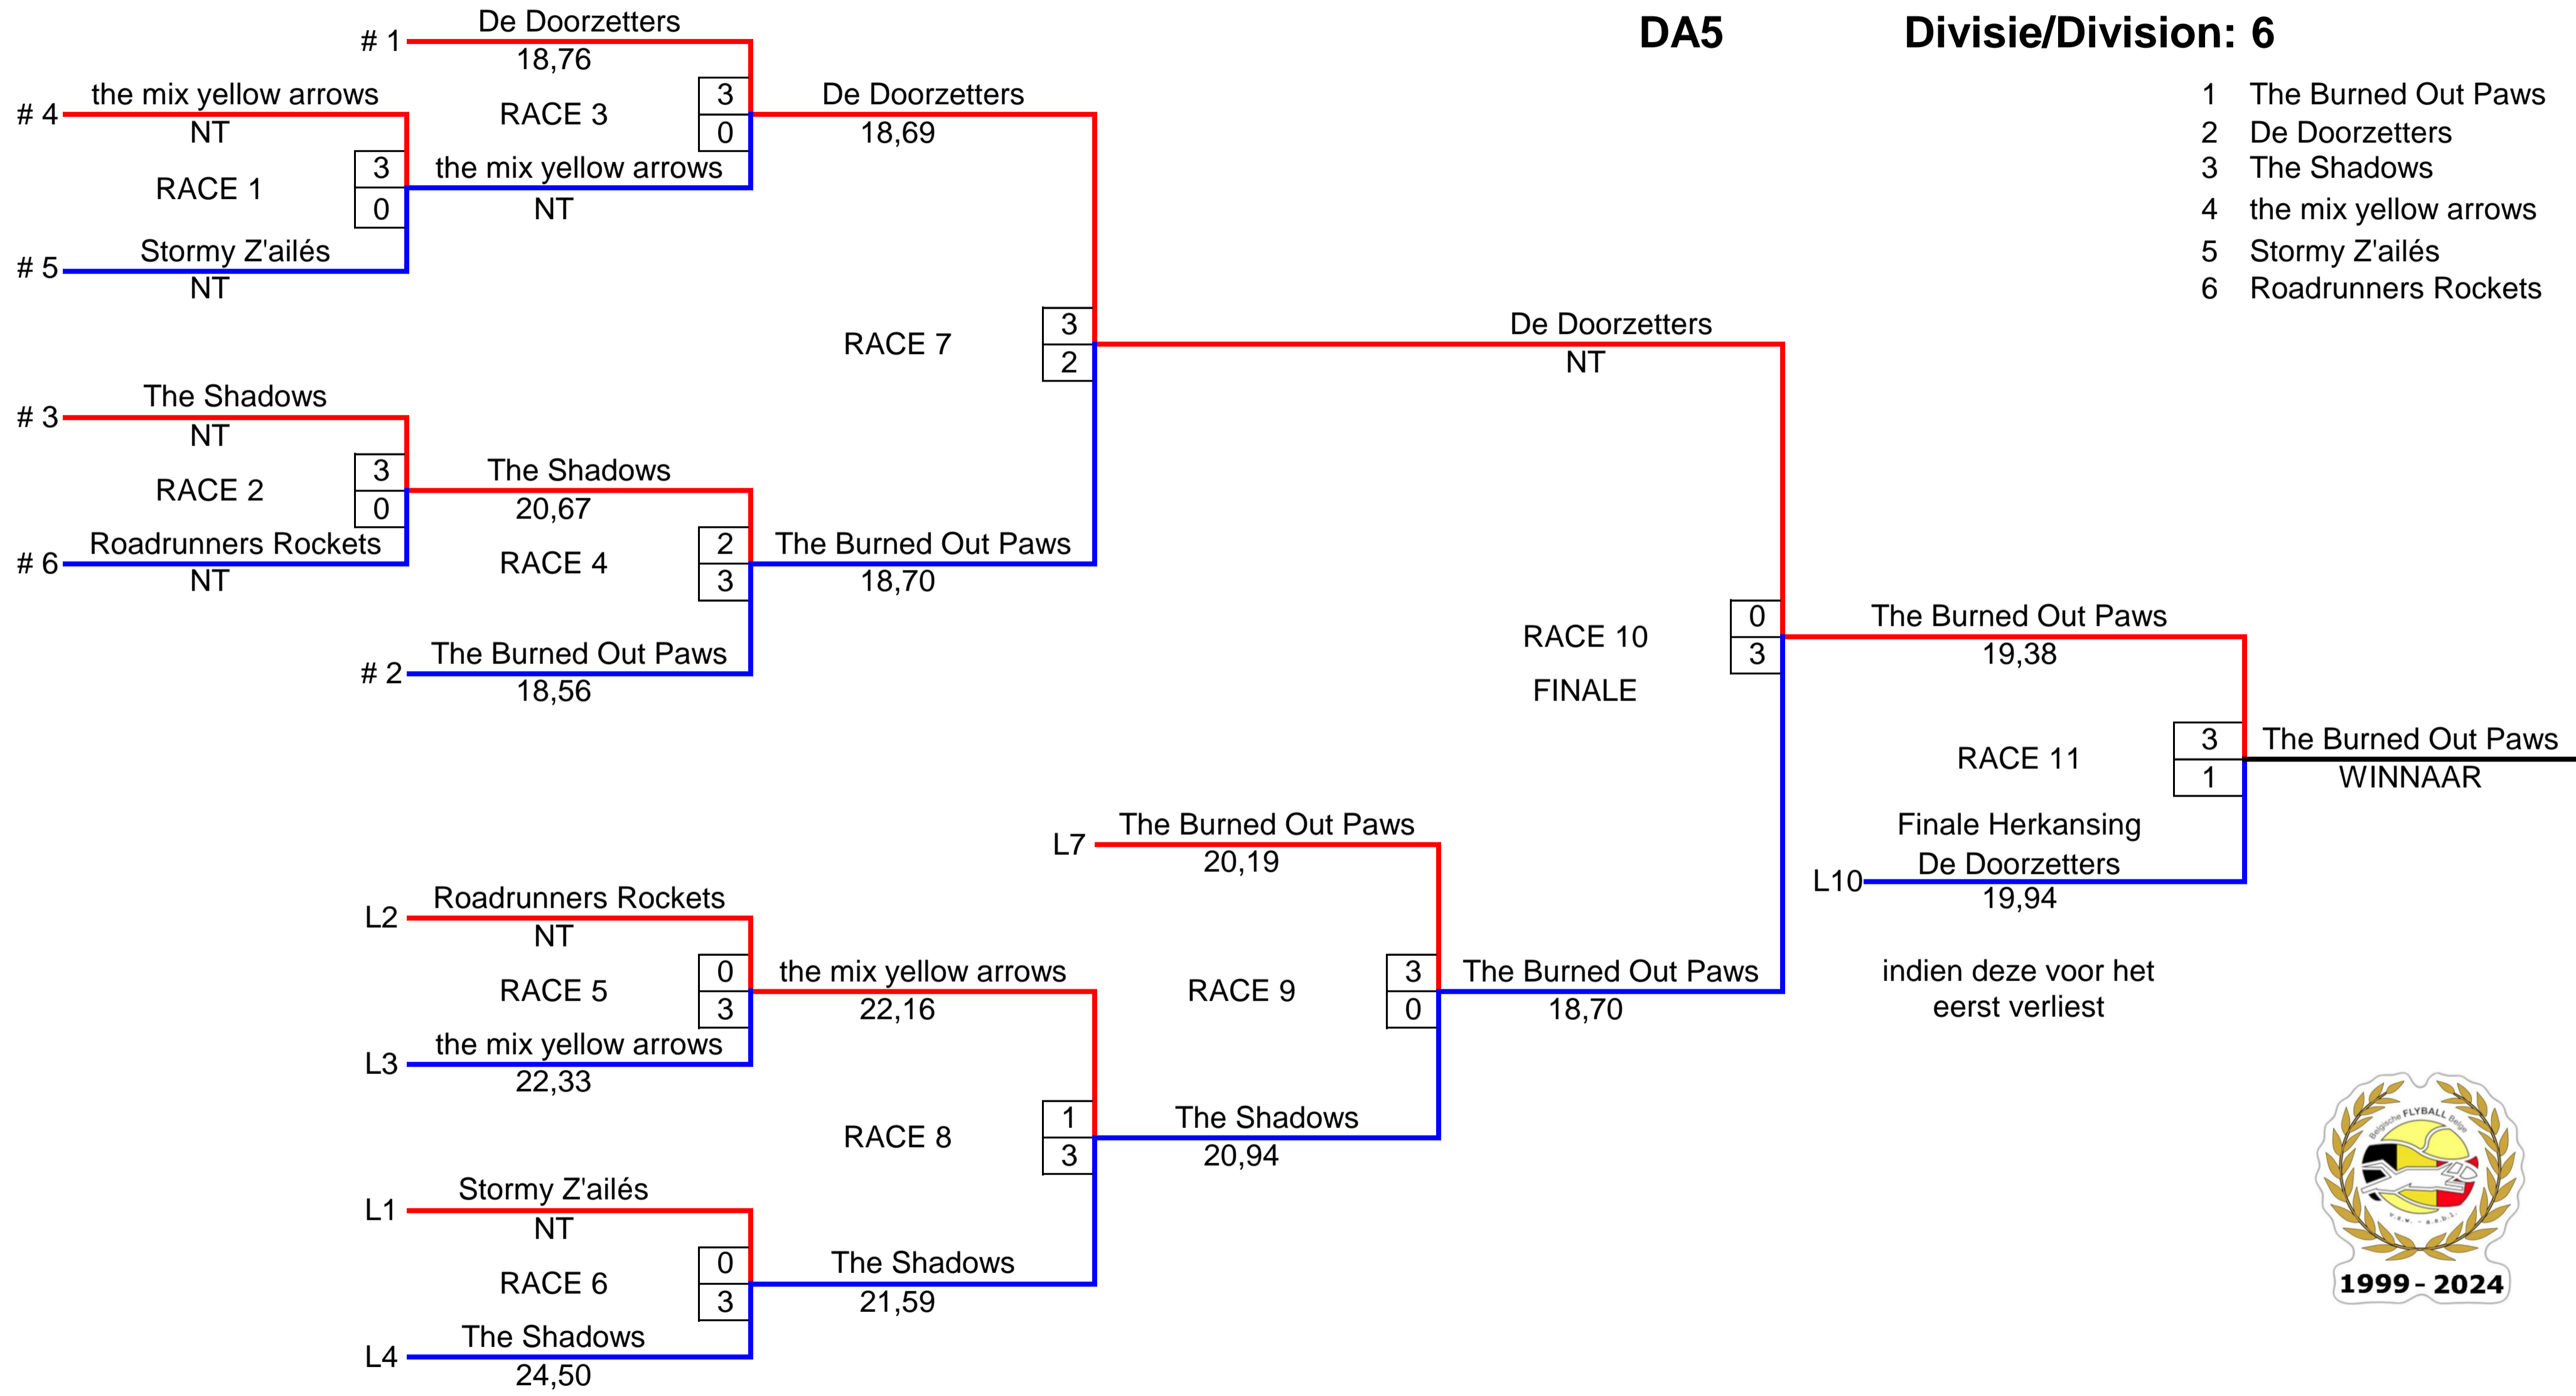 DA5
Divisie/Division: 6
1 The Burned Out Paws
2 De Doorzetters
3 The Shadows
4 the mix yellow arrows
5 Stormy Z'ailés
6 Roadrunners Rockets
# 1
De Doorzetters
18,76
RACE 3
3
0
the mix yellow arrows
NT
# 4
the mix yellow arrows
NT
RACE 1
3
0
# 5
Stormy Z'ailés
NT
De Doorzetters
18,69
RACE 7
3
2
# 3
The Shadows
NT
RACE 2
3
0
# 6
Roadrunners Rockets
NT
The Shadows
20,67
RACE 4
2
3
# 2
The Burned Out Paws
18,56
The Burned Out Paws
18,70
De Doorzetters
NT
RACE 10
FINALE
0
3
The Burned Out Paws
19,38
RACE 11
3
1
Finale Herkansing
L10
De Doorzetters
19,94
The Burned Out Paws
WINNAAR
indien deze voor het
eerst verliest
L7
The Burned Out Paws
20,19
RACE 9
3
0
The Shadows
20,94
The Burned Out Paws
18,70
L2
Roadrunners Rockets
NT
RACE 5
0
3
L3
the mix yellow arrows
22,33
the mix yellow arrows
22,16
RACE 8
1
3
L1
Stormy Z'ailés
NT
RACE 6
0
3
L4
The Shadows
24,50
The Shadows
21,59
Belgische FLYBALL Belge
v.z.w. - a.s.b.l.
1999 - 2024